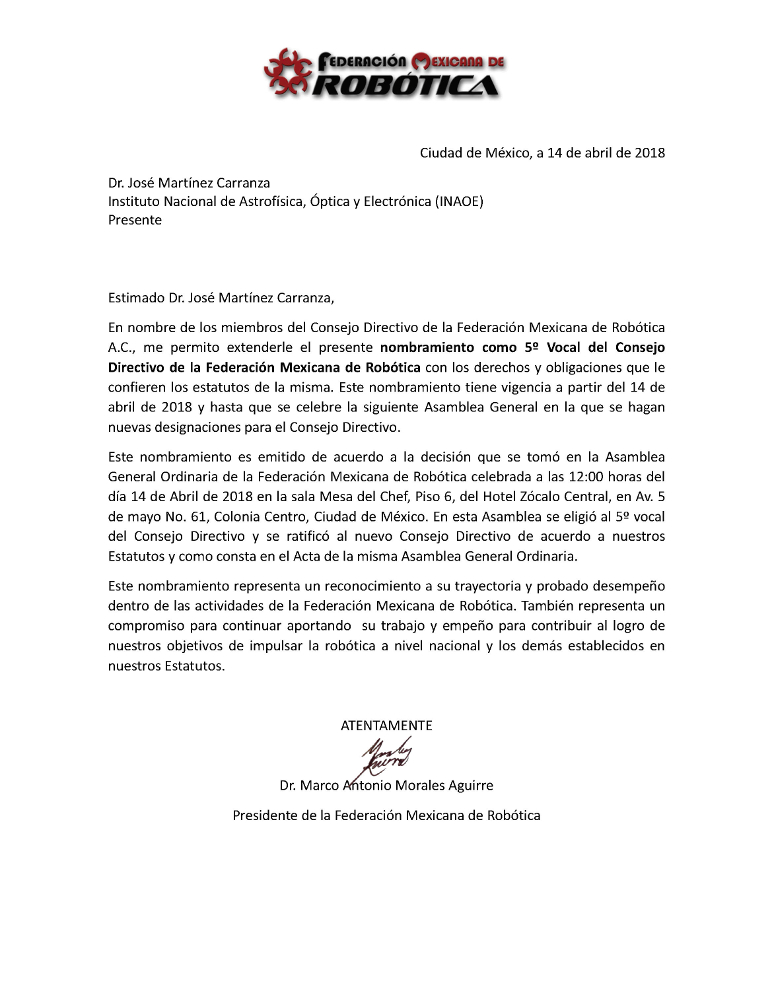 FEDERACIÓN MEXICANA DE
ROBÓTICA
Ciudad de México, a 14 de abril de 2018
Dr. José Martínez Carranza
Instituto Nacional de Astrofísica, Óptica y Electrónica (INAOE)
Presente
Estimado Dr. José Martínez Carranza,
En nombre de los miembros del Consejo Directivo de la Federación Mexicana de Robótica
A.C., me permito extenderle el presente nombramiento como 5º Vocal del Consejo
Directivo de la Federación Mexicana de Robótica con los derechos y obligaciones que le
confieren los estatutos de la misma. Este nombramiento tiene vigencia a partir del 14 de
abril de 2018 y hasta que se celebre la siguiente Asamblea General en la que se hagan
nuevas designaciones para el Consejo Directivo.
Este nombramiento es emitido de acuerdo a la decisión que se tomó en la Asamblea
General Ordinaria de la Federación Mexicana de Robótica celebrada a las 12:00 horas del
día 14 de Abril de 2018 en la sala Mesa del Chef, Piso 6, del Hotel Zócalo Central, en Av. 5
de mayo No. 61, Colonia Centro, Ciudad de México. En esta Asamblea se eligió al 5º vocal
del Consejo Directivo y se ratificó al nuevo Consejo Directivo de acuerdo a nuestros
Estatutos y como consta en el Acta de la misma Asamblea General Ordinaria.
Este nombramiento representa un reconocimiento a su trayectoria y probado desempeño
dentro de las actividades de la Federación Mexicana de Robótica. También representa un
compromiso para continuar aportando  su trabajo y empeño para contribuir al logro de
nuestros objetivos de impulsar la robótica a nivel nacional y los demás establecidos en
nuestros Estatutos.
ATENTAMENTE
Dr. Marco Antonio Morales Aguirre
Presidente de la Federación Mexicana de Robótica